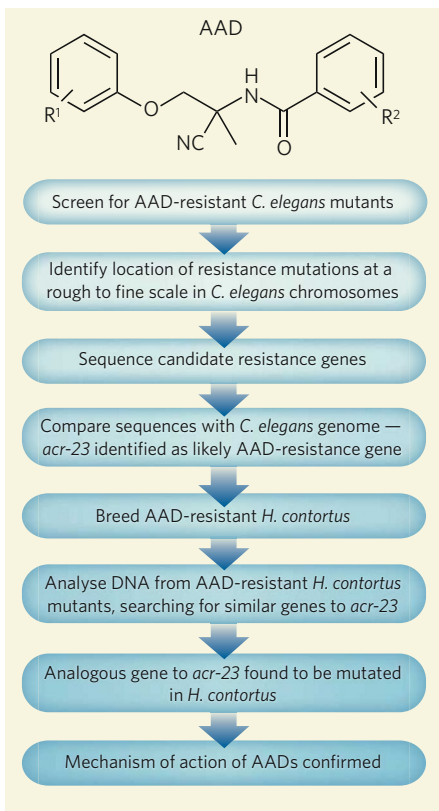 AAD
H
N
R¹
O
R²
NC
O
Screen for AAD-resistant C. elegans mutants
Identify location of resistance mutations at a
rough to fine scale in C. elegans chromosomes
Sequence candidate resistance genes
Compare sequences with C. elegans genome —
acr-23 identified as likely AAD-resistance gene
Breed AAD-resistant H. contortus
Analyse DNA from AAD-resistant H. contortus
mutants, searching for similar genes to acr-23
Analogous gene to acr-23 found to be mutated
in H. contortus
Mechanism of action of AADs confirmed